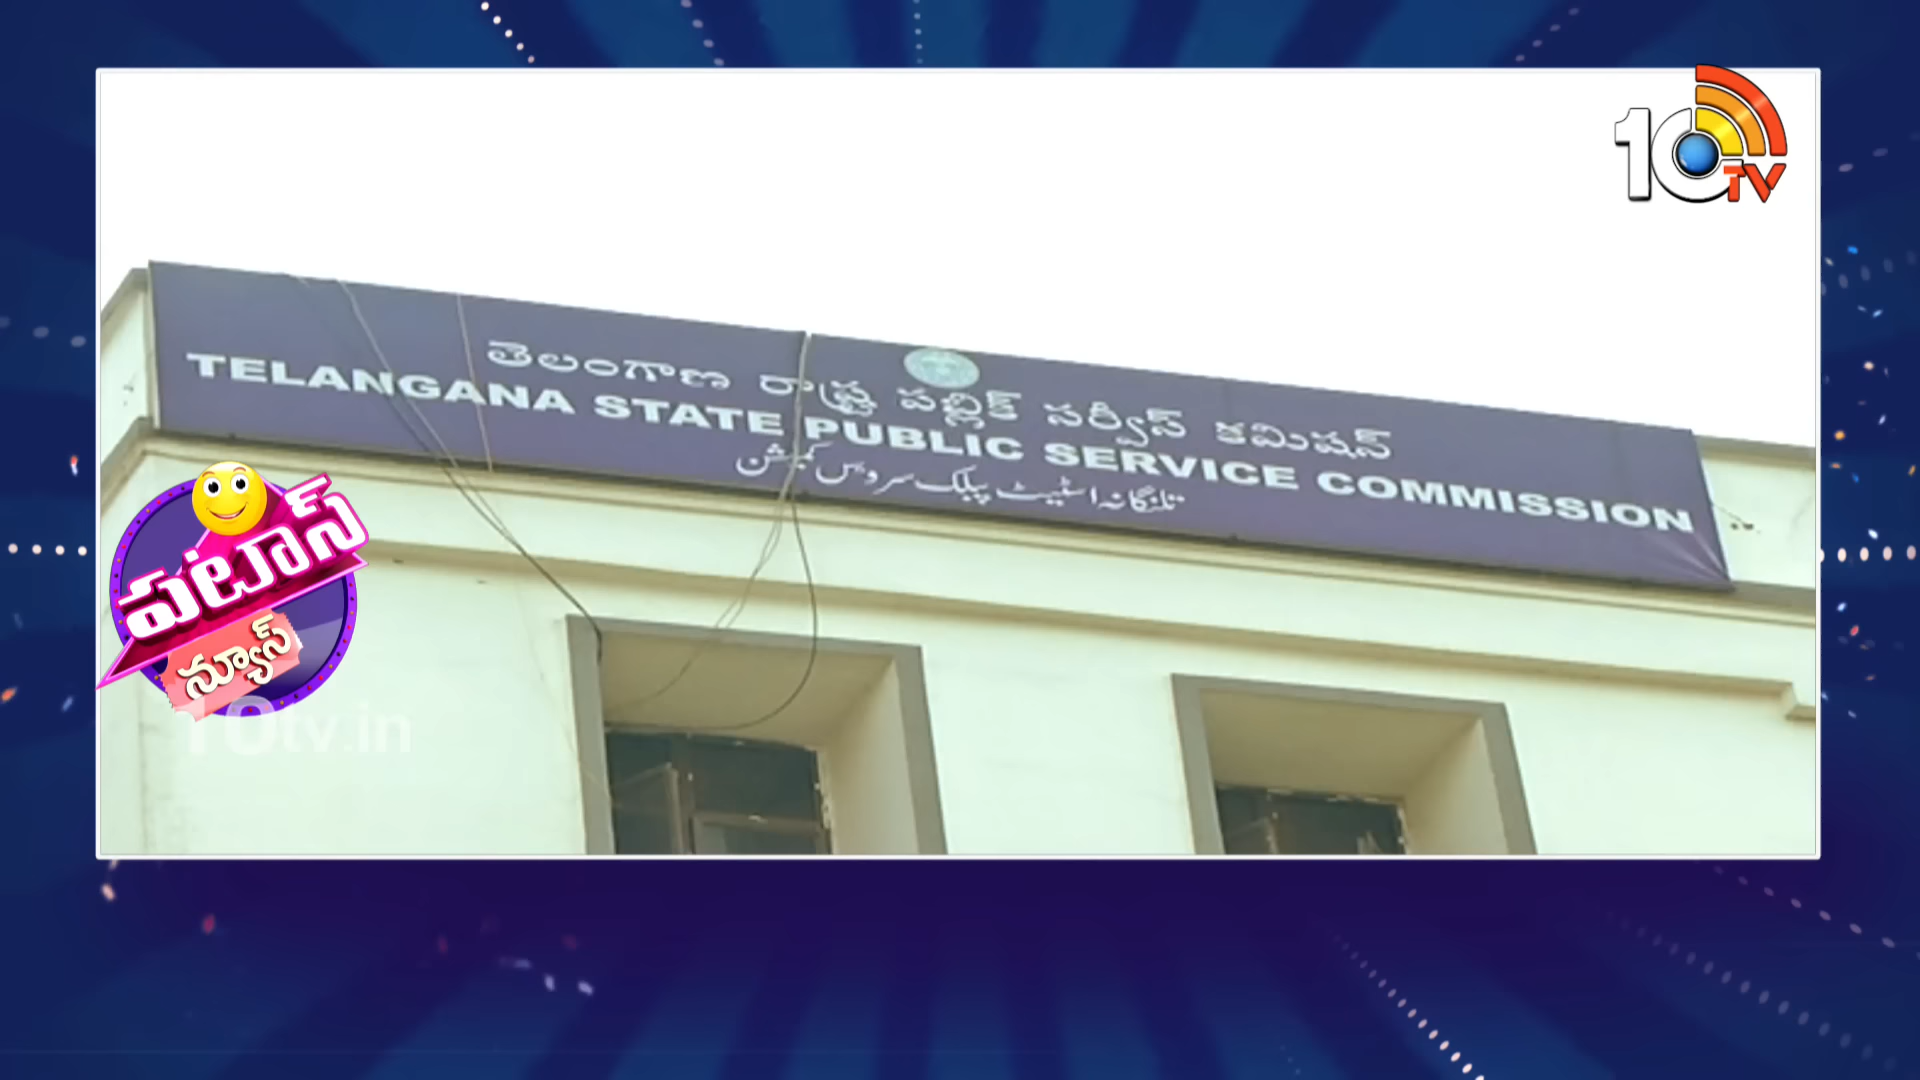 10TV
తెలంగాణ రాష్ట్ర పబ్లిక్ సర్వీస్ కమిషన్
TELANGANA STATE PUBLIC SERVICE COMMISSION
تلنگانہ اسٹیٹ پبلک سروس کمیشن
పటాస్
న్యూస్
10tv.in